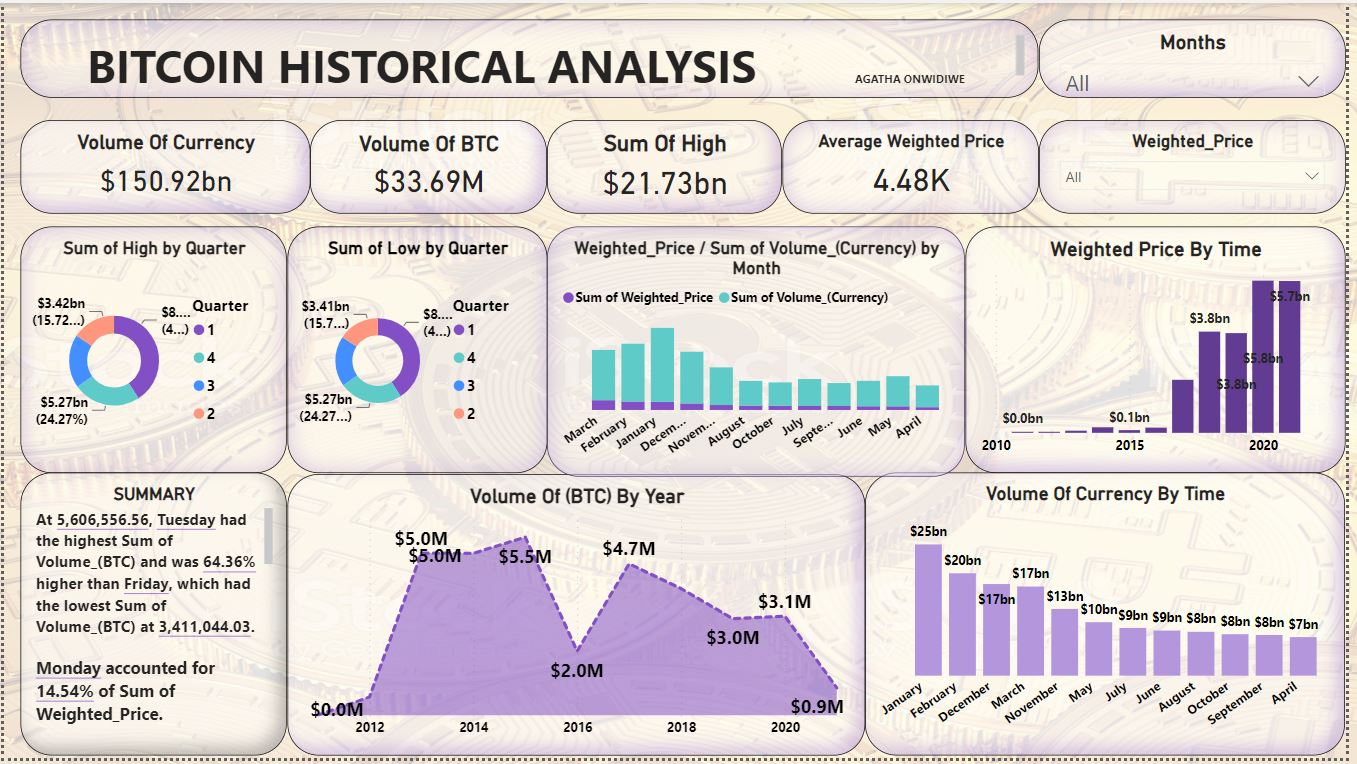 BITCOIN HISTORICAL ANALYSIS
AGATHA ONWIDIWE
Months
All
Volume Of Currency
$150.92bn
Volume Of BTC
$33.69M
Sum Of High
$21.73bn
Average Weighted Price
4.48K
Weighted_Price
All
Sum of High by Quarter
$3.42bn
(15.72...)
$8....
(4...)
$5.27bn
(24.27%)
Quarter
1
4
3
2
Sum of Low by Quarter
$3.41bn
(15.7...)
$8....
(4...)
$5.27bn
(24.27...)
Quarter
1
4
3
2
Weighted_Price / Sum of Volume_(Currency) by
Month
Sum of Weighted_Price
Sum of Volume_(Currency)
March
February
January
Decem...
Novem...
August
October
July
Septe...
June
May
April
Weighted Price By Time
$0.0bn
$0.1bn
$3.8bn
$3.8bn
$5.8bn
$5.7bn
2010
2015
2020
SUMMARY
At 5,606,556.56, Tuesday had
the highest Sum of
Volume_(BTC) and was 64.36%
higher than Friday, which had
the lowest Sum of
Volume_(BTC) at 3,411,044.03.
Monday accounted for
14.54% of Sum of
Weighted_Price.
Volume Of (BTC) By Year
$0.0M
$5.0M
$5.0M
$5.5M
$2.0M
$4.7M
$3.0M
$3.1M
$0.9M
2012
2014
2016
2018
2020
Volume Of Currency By Time
$25bn
$20bn
$17bn
$17bn
$13bn
$10bn
$9bn
$9bn
$8bn
$8bn
$8bn
$7bn
January
February
December
March
November
May
July
June
August
October
September
April